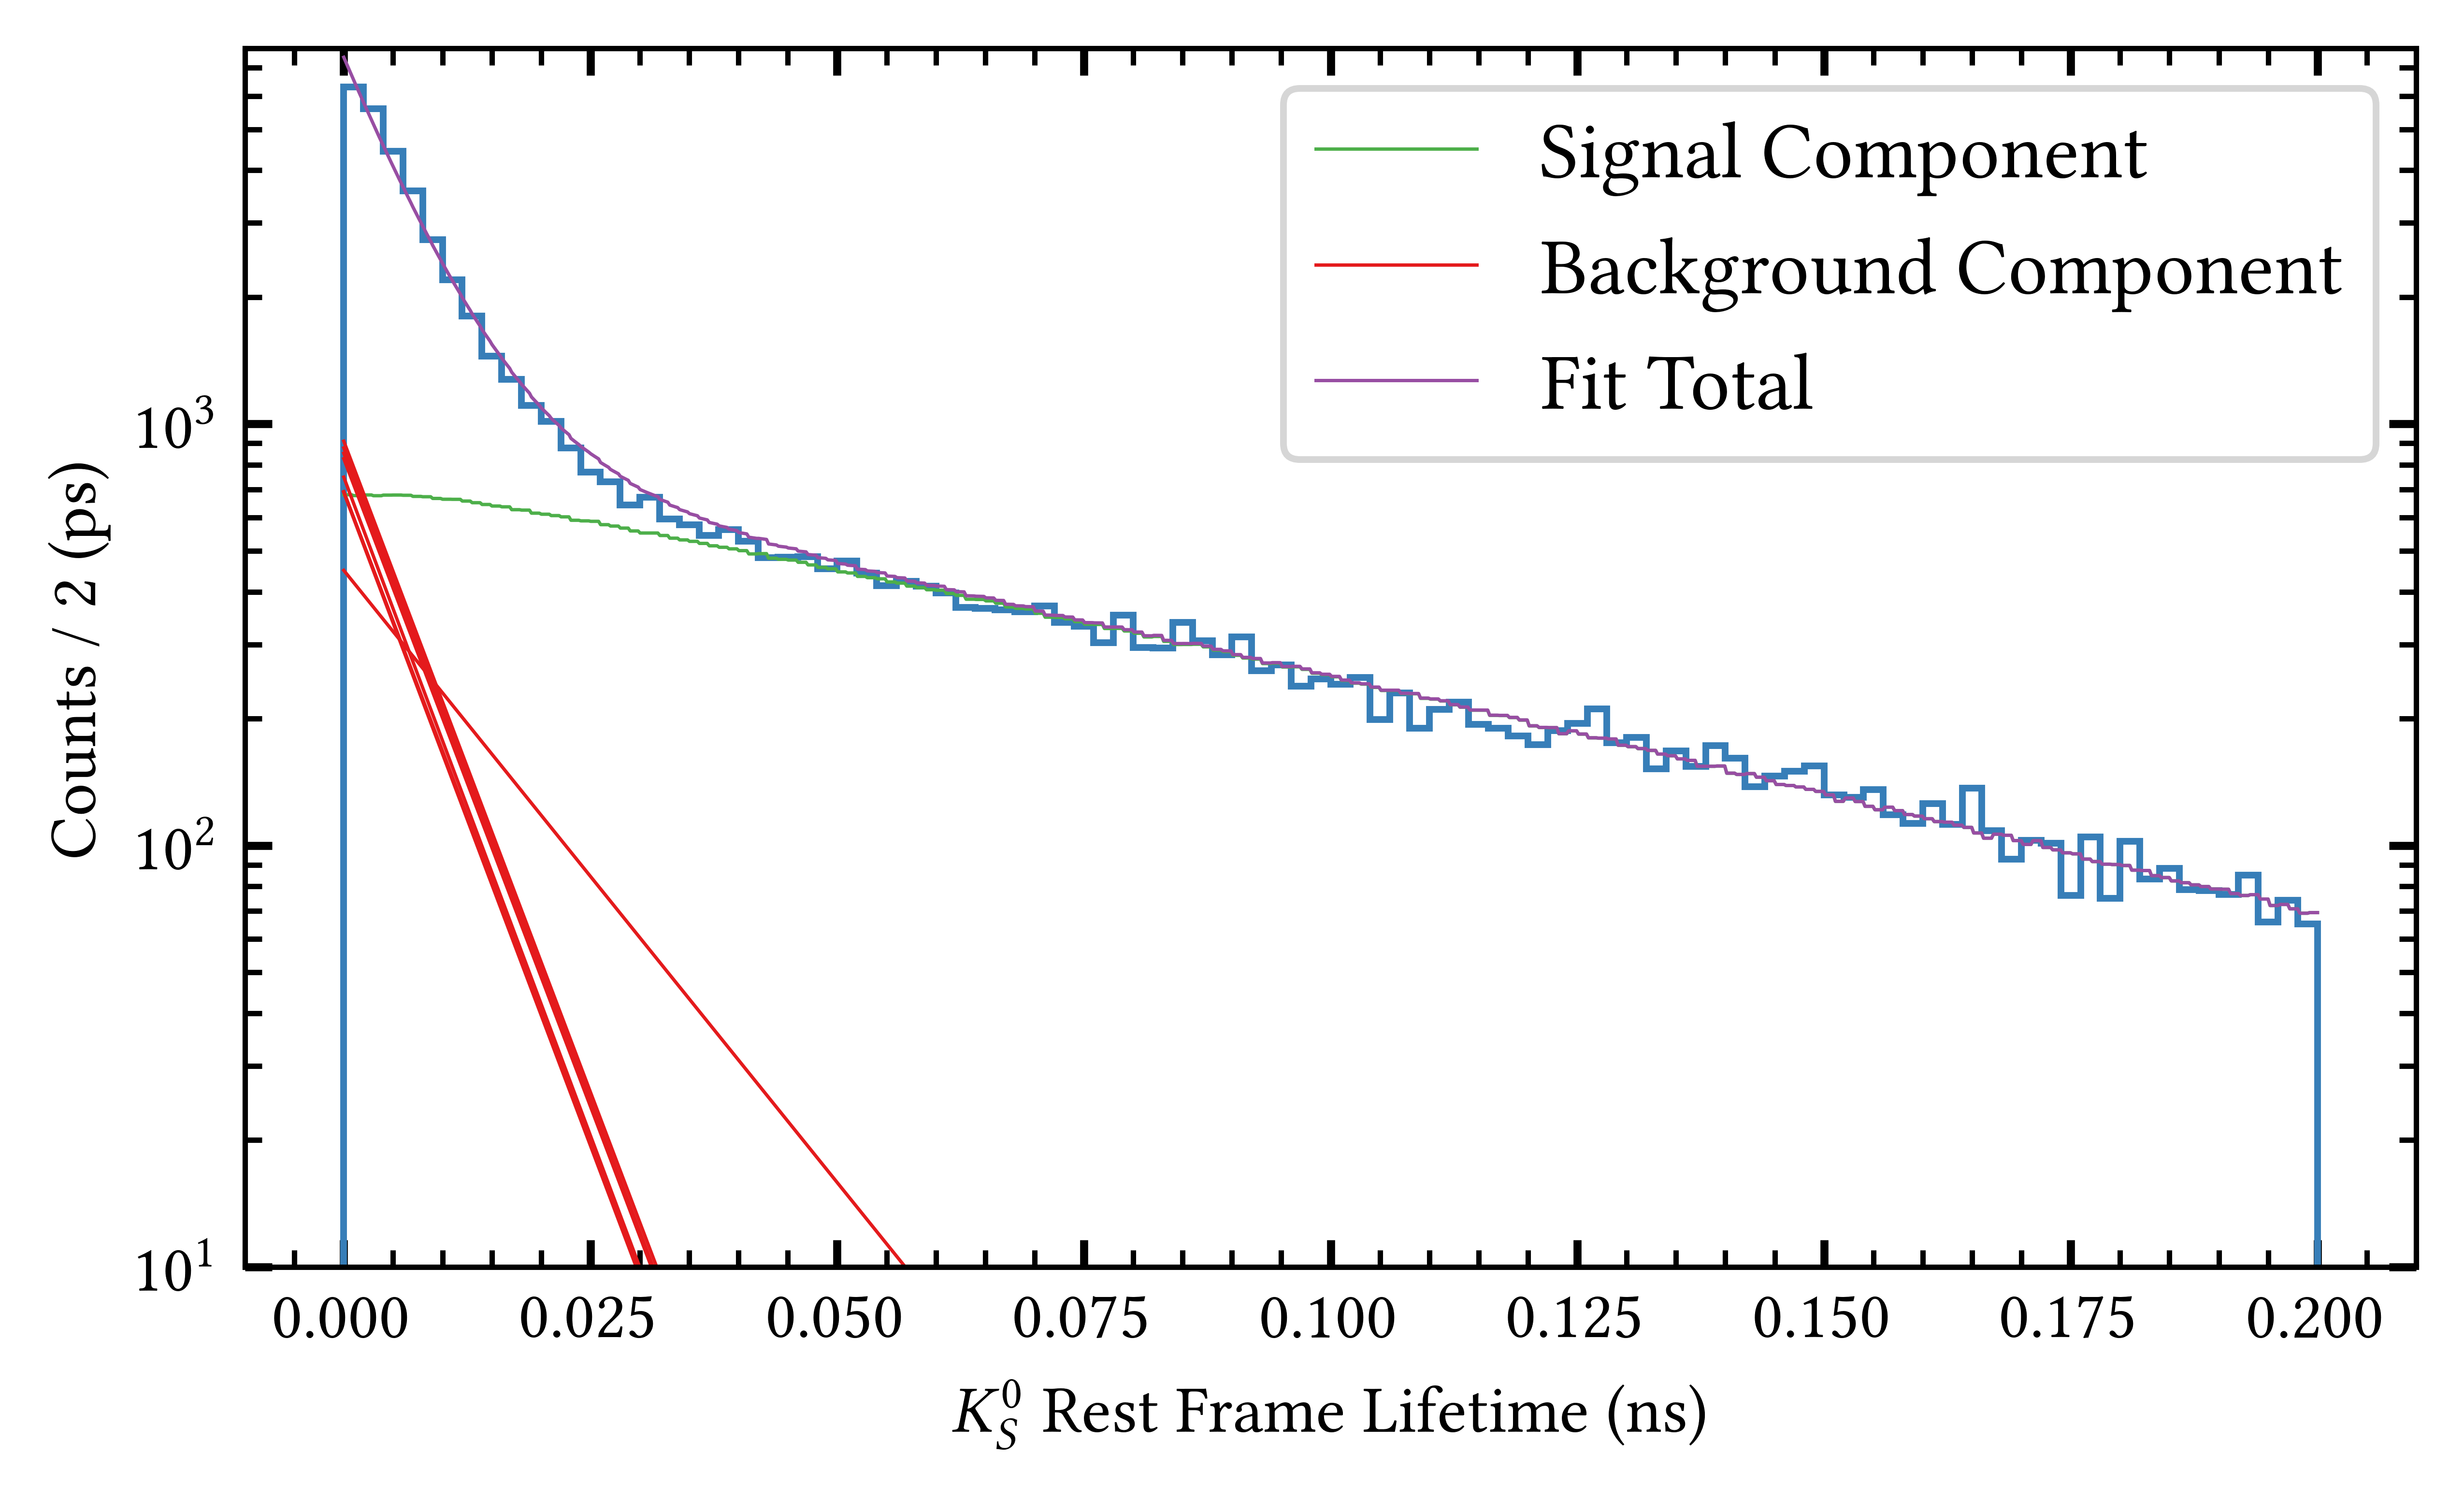 Signal Component
Background Component
Fit Total
Counts / 2 (ps)
10³
10²
10¹
0.000 0.025 0.050 0.075 0.100 0.125 0.150 0.175 0.200
K⁰_S Rest Frame Lifetime (ns)